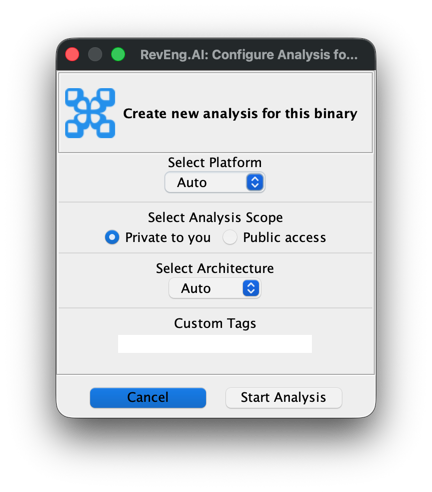 RevEng.AI: Configure Analysis fo...
Create new analysis for this binary
Select Platform
Auto
Select Analysis Scope
Private to you Public access
Select Architecture
Auto
Custom Tags
Cancel Start Analysis